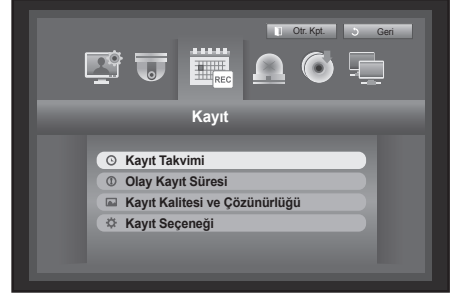 Otr. Kpt. Geri
REC
Kayıt
Kayıt Takvimi
Olay Kayıt Süresi
Kayıt Kalitesi ve Çözünürlüğü
Kayıt Seçeneği